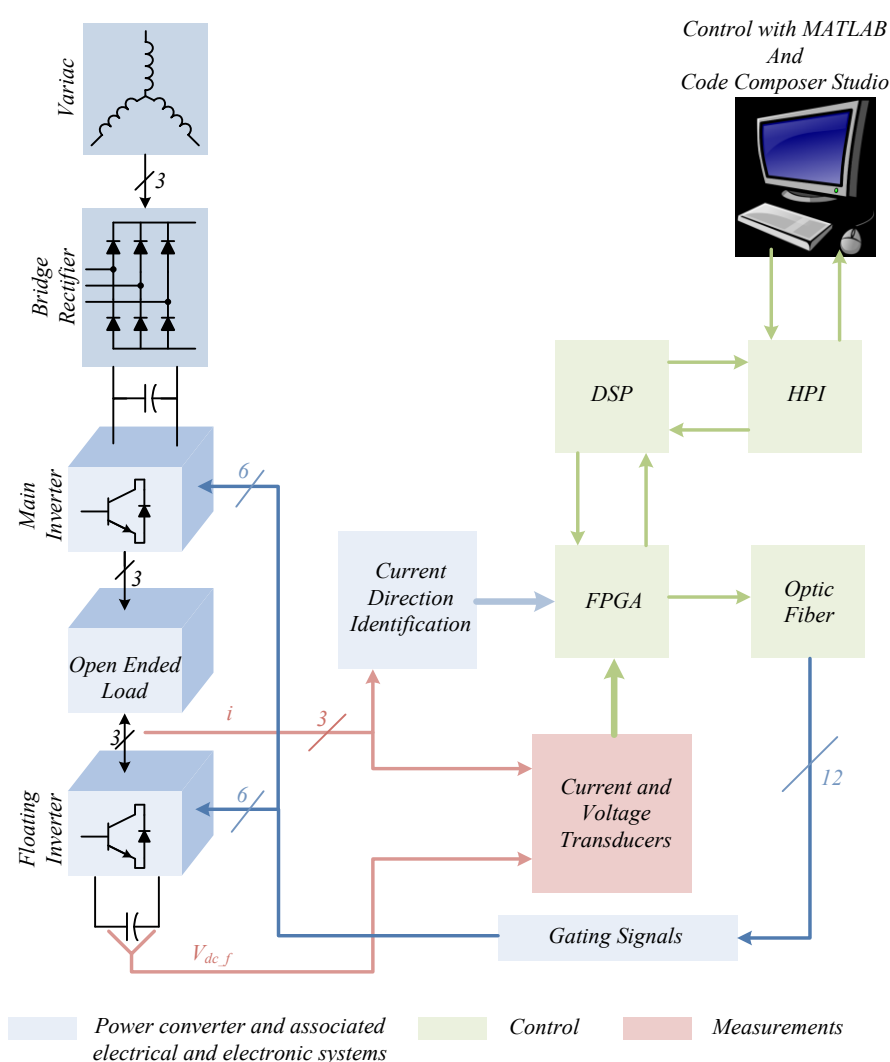 Control with MATLAB
And
Code Composer Studio
Variac
3
Bridge
Rectifier
DSP
HPI
Main
Inverter
6
3
Current
Direction
Identification
FPGA
Optic
Fiber
Open Ended
Load
i
3
3
Floating
Inverter
6
Current and
Voltage
Transducers
12
Gating Signals
V_dc_f
Power converter and associated
electrical and electronic systems
Control
Measurements